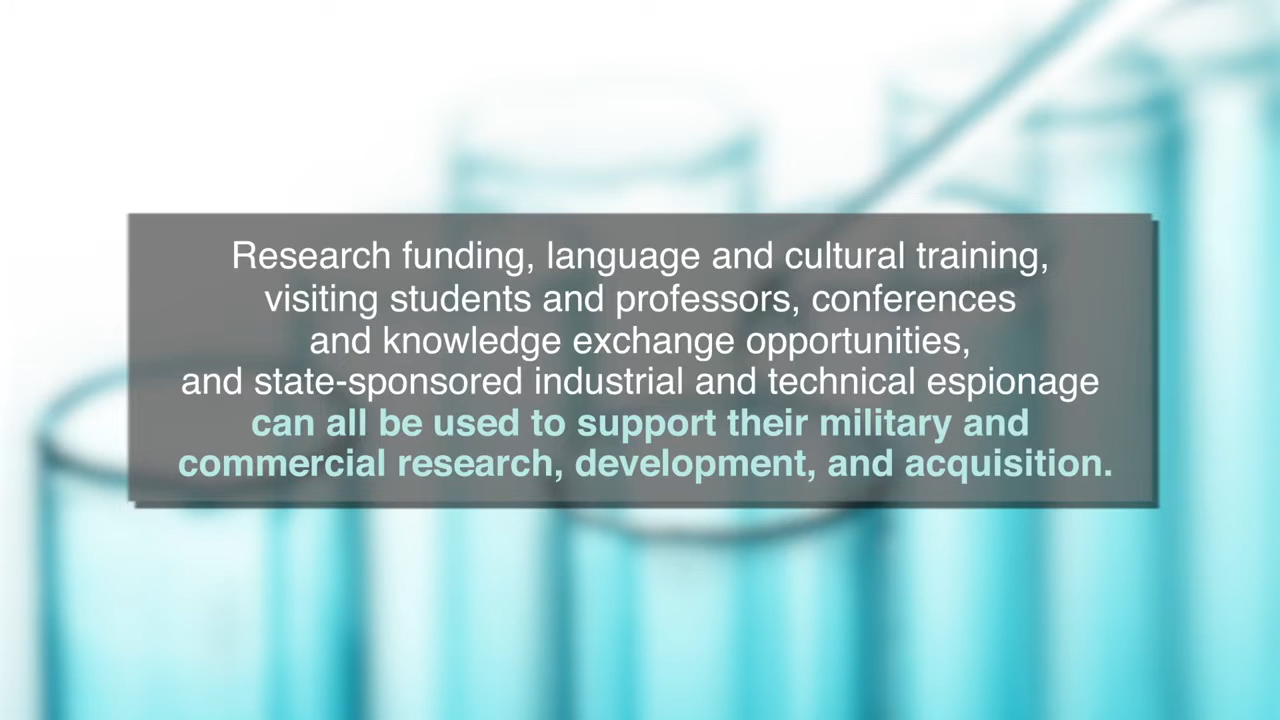 Research funding, language and cultural training,
visiting students and professors, conferences
and knowledge exchange opportunities,
and state-sponsored industrial and technical espionage
can all be used to support their military and
commercial research, development, and acquisition.